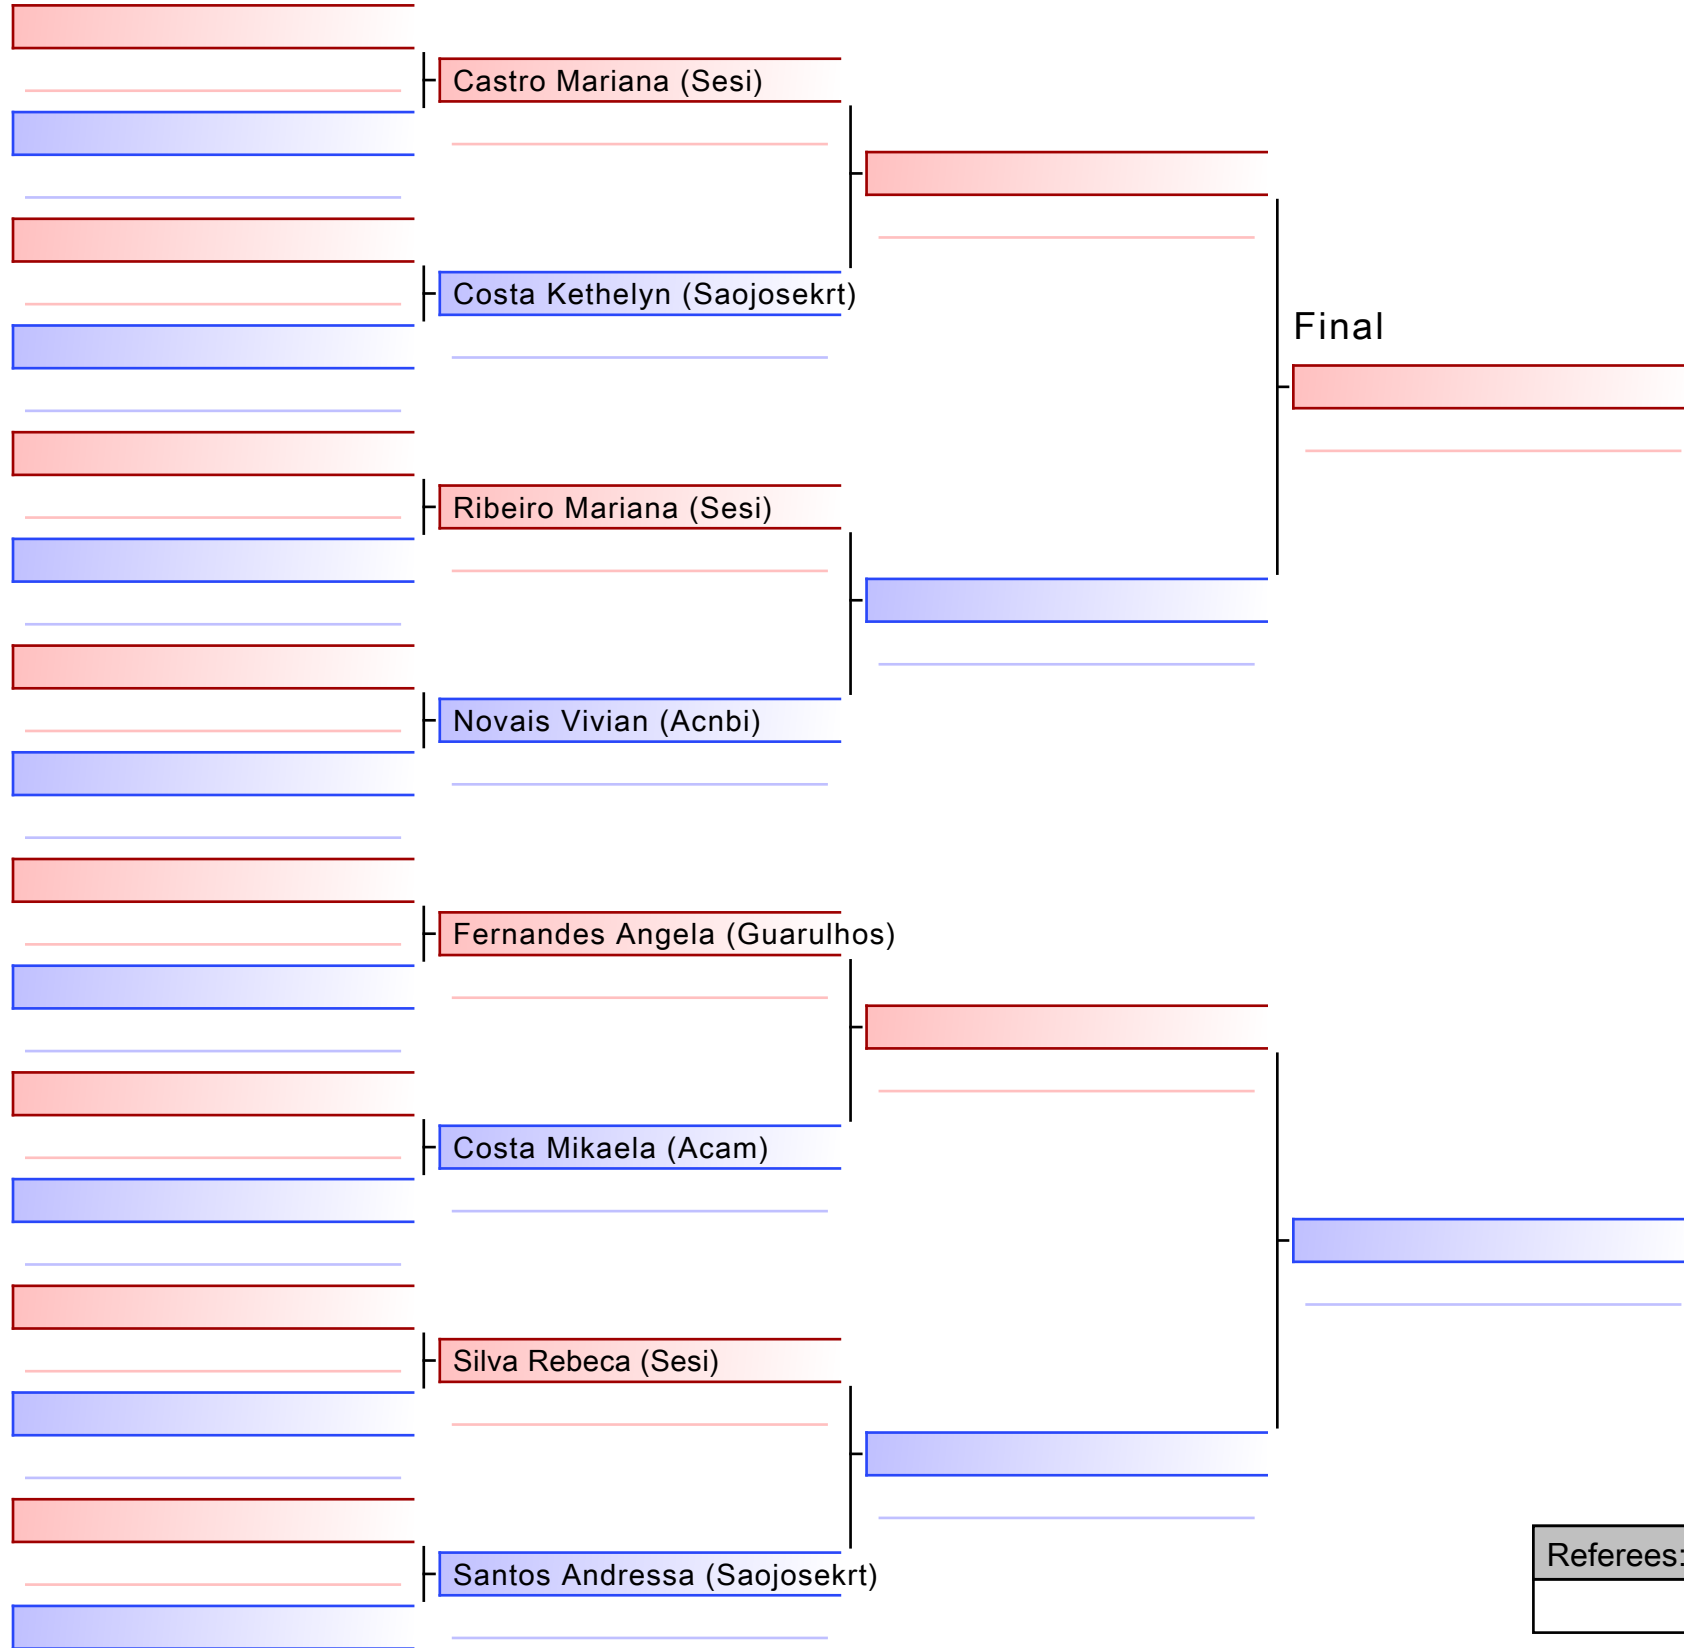 Castro Mariana (Sesi)
Costa Kethelyn (Saojosekrt)
Final
Ribeiro Mariana (Sesi)
Novais Vivian (Acnbi)
Fernandes Angela (Guarulhos)
Costa Mikaela (Acam)
Silva Rebeca (Sesi)
Santos Andressa (Saojosekrt)
Referees: